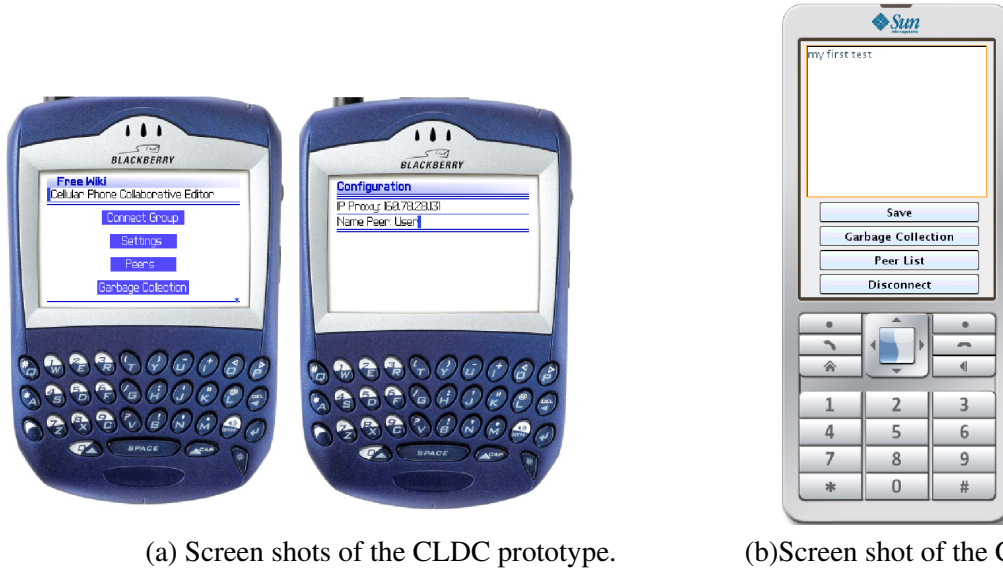 BLACKBERRY
Free Wiki
Cellular Phone Collaborative Editor
Connect Group
Settings
Peers
Garbage Collection
SPACE
BLACKBERRY
Configuration
IP Proxy: 160.78.28.131
Name Peer: User
SPACE
Sun
my first test
Save
Garbage Collection
Peer List
Disconnect
1 2 3
4 5 6
7 8 9
* 0 #
(a) Screen shots of the CLDC prototype.
(b)Screen shot of the C